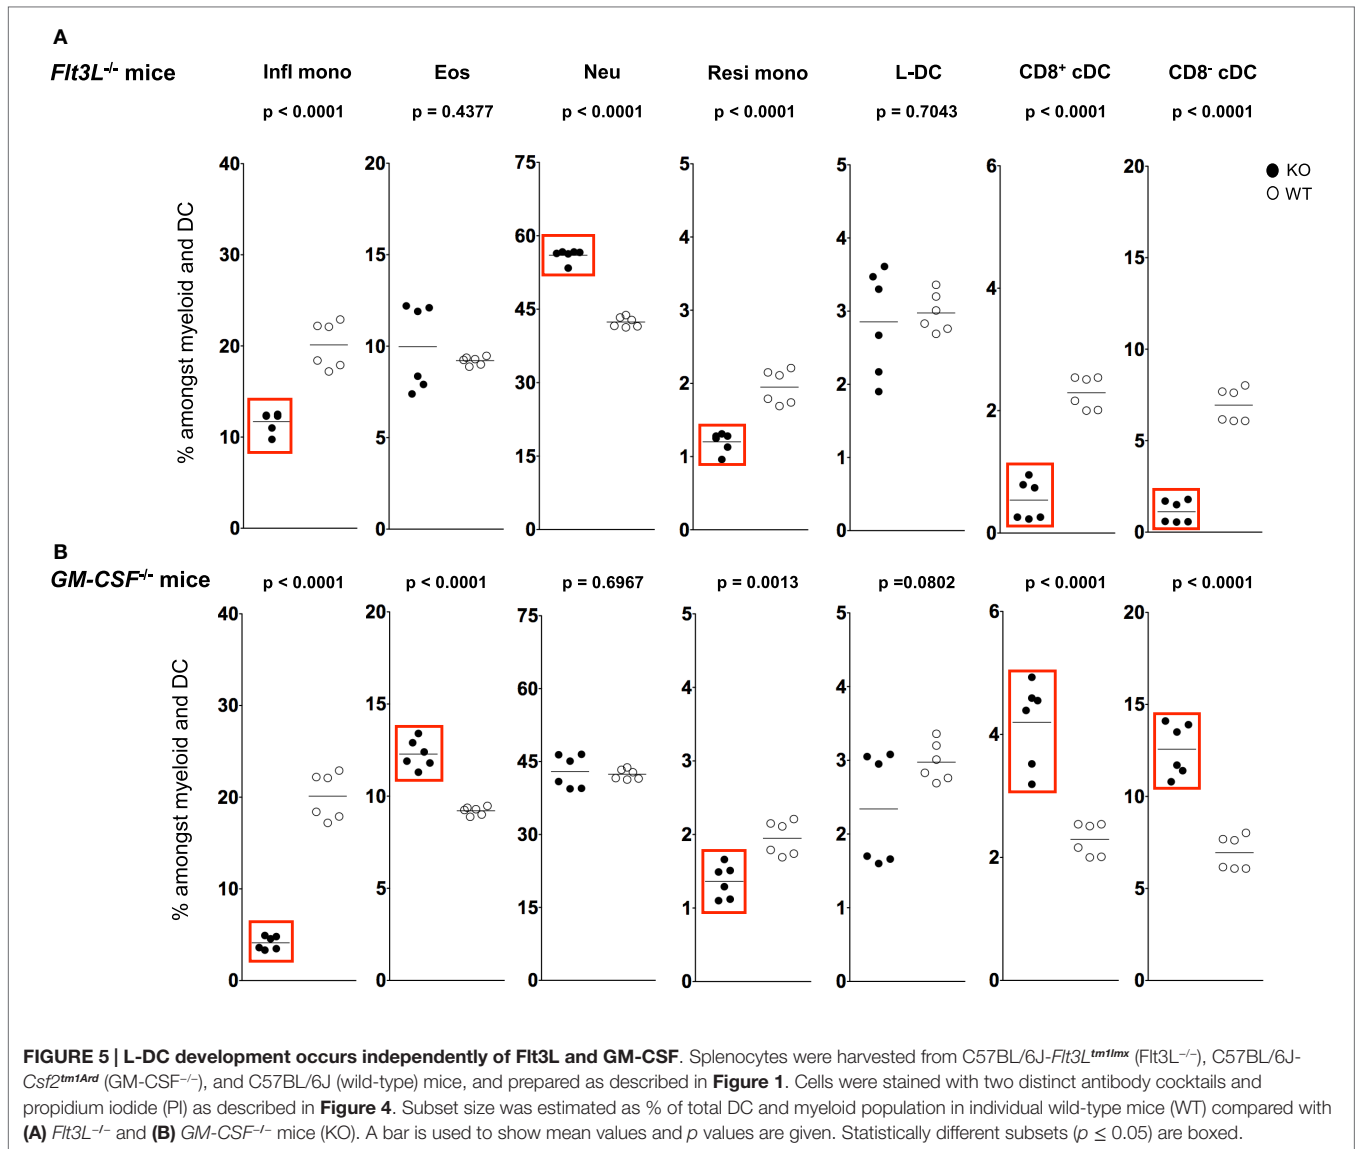 A
Flt3L-/- mice
Infl mono Eos Neu Resi mono L-DC CD8+ cDC CD8- cDC
p < 0.0001 p = 0.4377 p < 0.0001 p < 0.0001 p = 0.7043 p < 0.0001 p < 0.0001
% amongst myeloid and DC
40 30 20 10 0
20 15 10 5 0
75 60 45 30 15 0
5 4 3 2 1 0
5 4 3 2 1 0
6 4 2 0
20 15 10 5 0
KO
WT
B
GM-CSF-/- mice
p < 0.0001 p < 0.0001 p = 0.6967 p = 0.0013 p =0.0802 p < 0.0001 p < 0.0001
% amongst myeloid and DC
40 30 20 10 0
20 15 10 5 0
75 60 45 30 15 0
5 4 3 2 1 0
5 4 3 2 1 0
6 4 2 0
20 15 10 5 0
FIGURE 5 | L-DC development occurs independently of Flt3L and GM-CSF. Splenocytes were harvested from C57BL/6J-Flt3Ltm1Imx (Flt3L−/−), C57BL/6J-
Csf2tm1Ard (GM-CSF−/−), and C57BL/6J (wild-type) mice, and prepared as described in Figure 1. Cells were stained with two distinct antibody cocktails and
propidium iodide (PI) as described in Figure 4. Subset size was estimated as % of total DC and myeloid population in individual wild-type mice (WT) compared with
(A) Flt3L−/− and (B) GM-CSF−/− mice (KO). A bar is used to show mean values and p values are given. Statistically different subsets (p ≤ 0.05) are boxed.